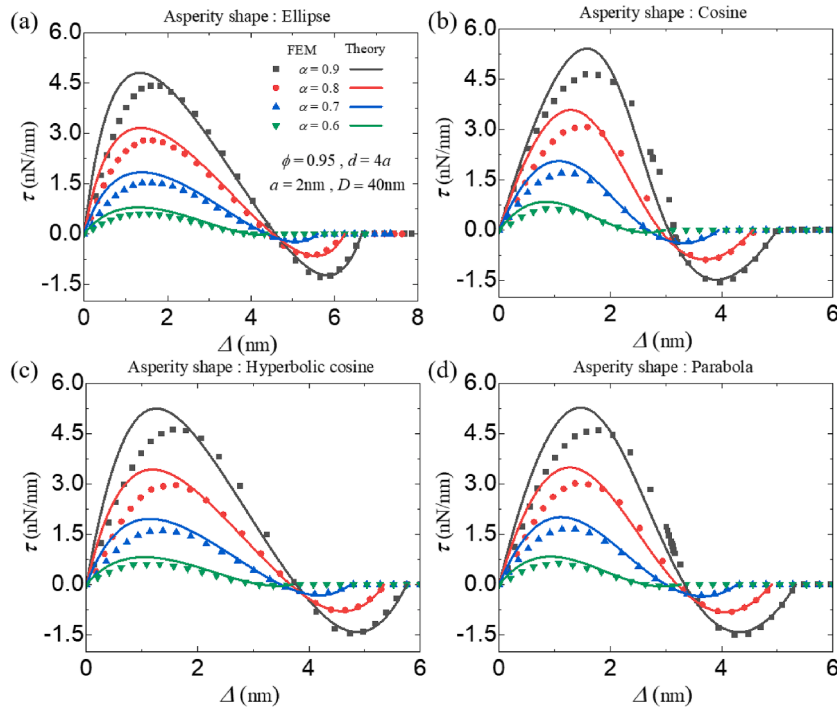 (a)
Asperity shape : Ellipse
6.0
4.5
3.0
1.5
0.0
-1.5
τ (nN/nm)
FEM Theory
α = 0.9
α = 0.8
α = 0.7
α = 0.6
ϕ = 0.95 , d = 4a
a = 2nm , D = 40nm
0 2 4 6 8
Δ (nm)
(b)
Asperity shape : Cosine
6.0
4.5
3.0
1.5
0.0
-1.5
τ (nN/nm)
0 2 4 6
Δ (nm)
(c)
Asperity shape : Hyperbolic cosine
6.0
4.5
3.0
1.5
0.0
-1.5
τ (nN/nm)
0 2 4 6
Δ (nm)
(d)
Asperity shape : Parabola
6.0
4.5
3.0
1.5
0.0
-1.5
τ (nN/nm)
0 2 4 6
Δ (nm)